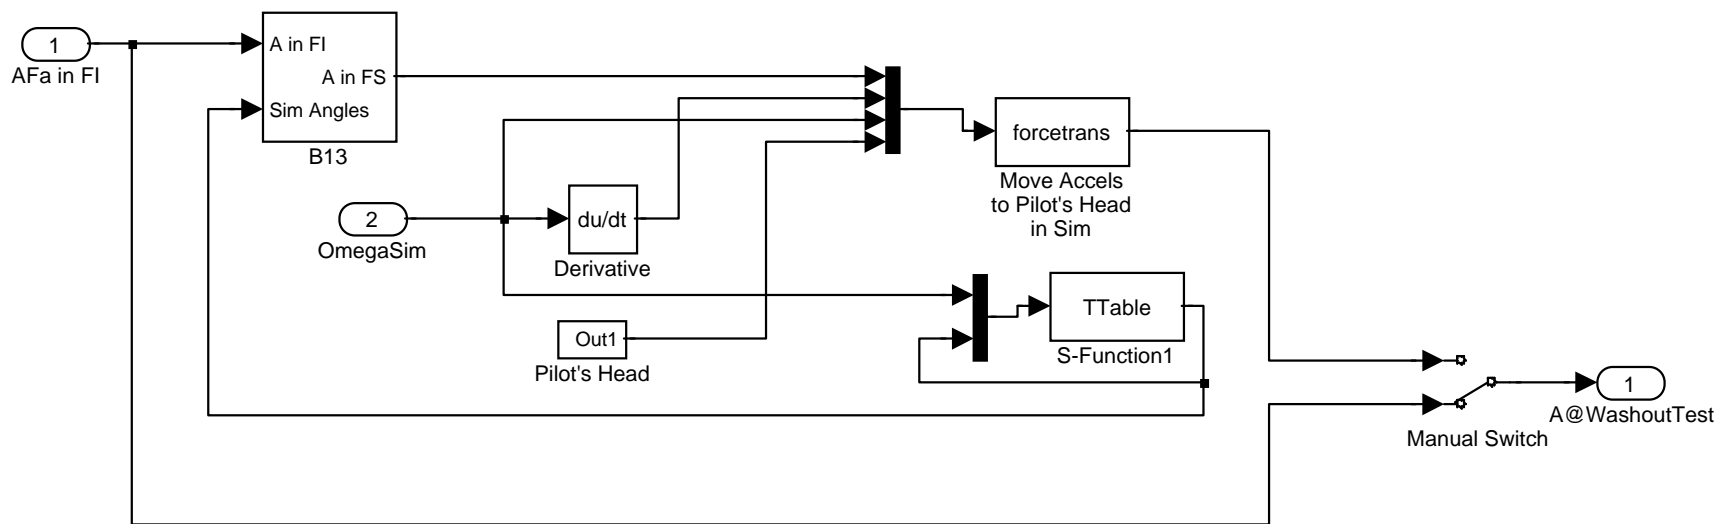 1
AFa in FI
A in FI
A in FS
Sim Angles
B13
2
OmegaSim
du/dt
Derivative
Out1
Pilot's Head
forcetrans
Move Accels
to Pilot's Head
in Sim
TTable
S-Function1
Manual Switch
1
A@WashoutTest